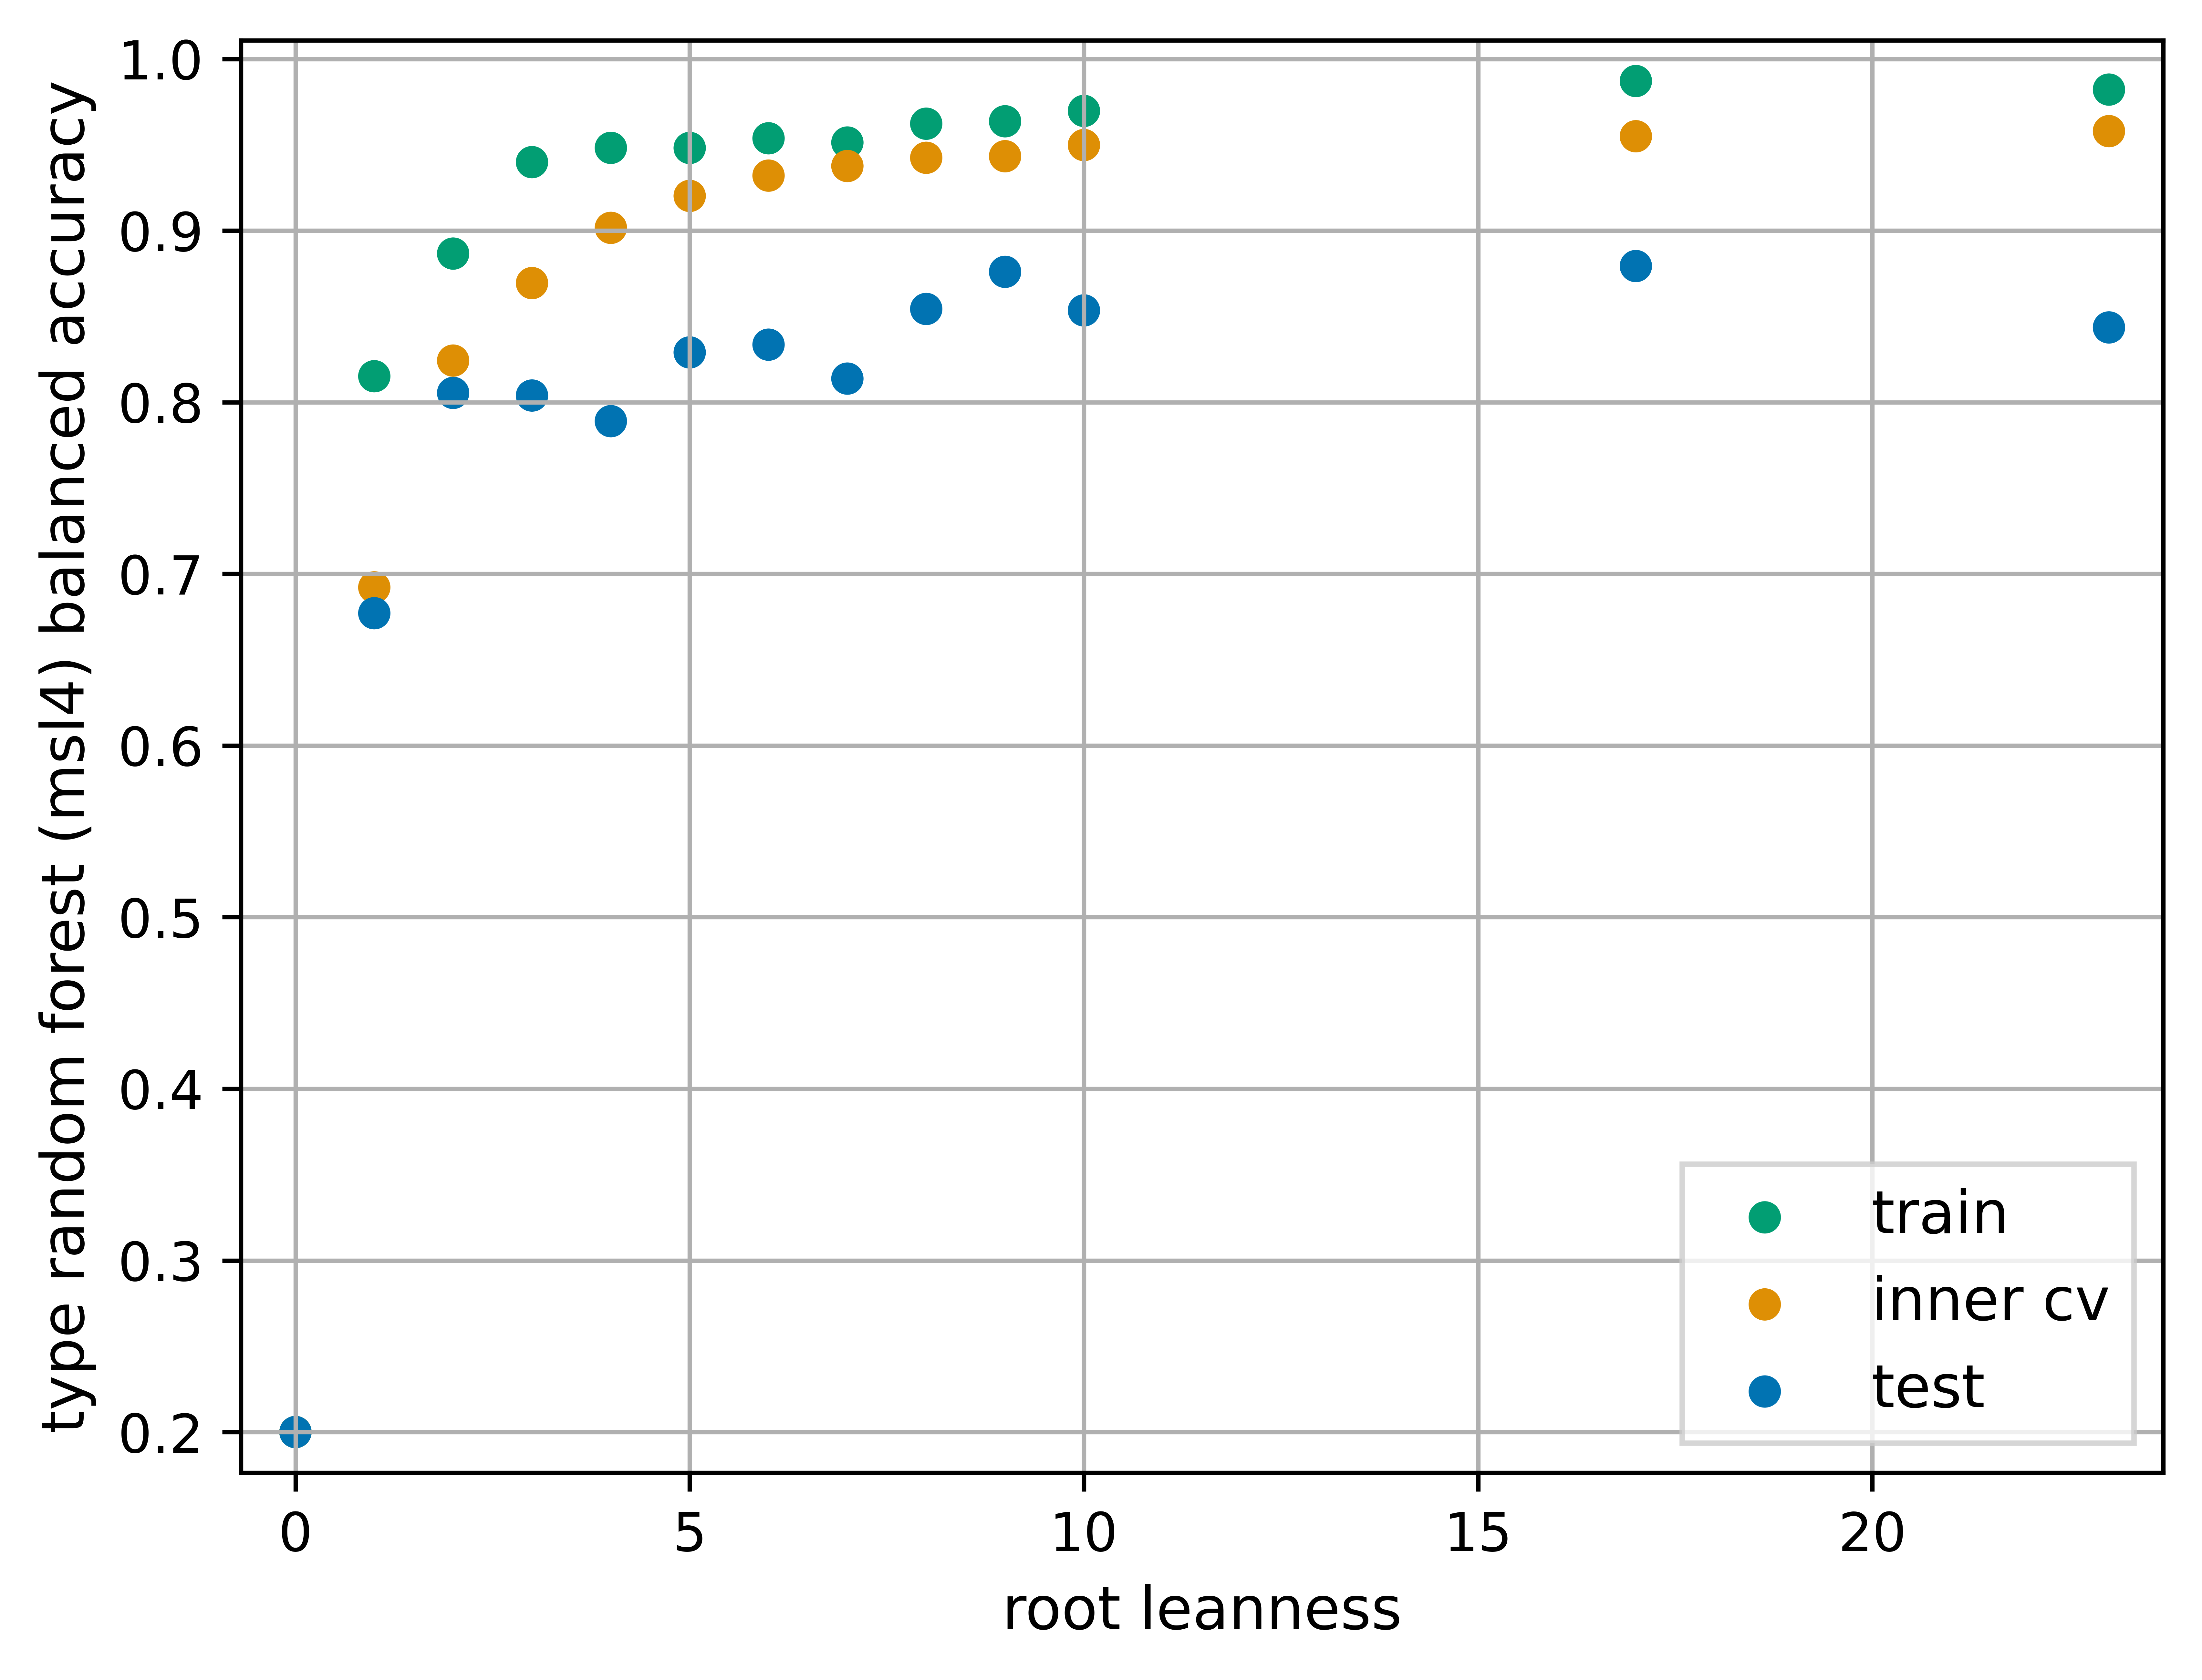 type random forest (msl4) balanced accuracy
1.0
0.9
0.8
0.7
0.6
0.5
0.4
0.3
0.2
train
inner cv
test
0 5 10 15 20
root leanness